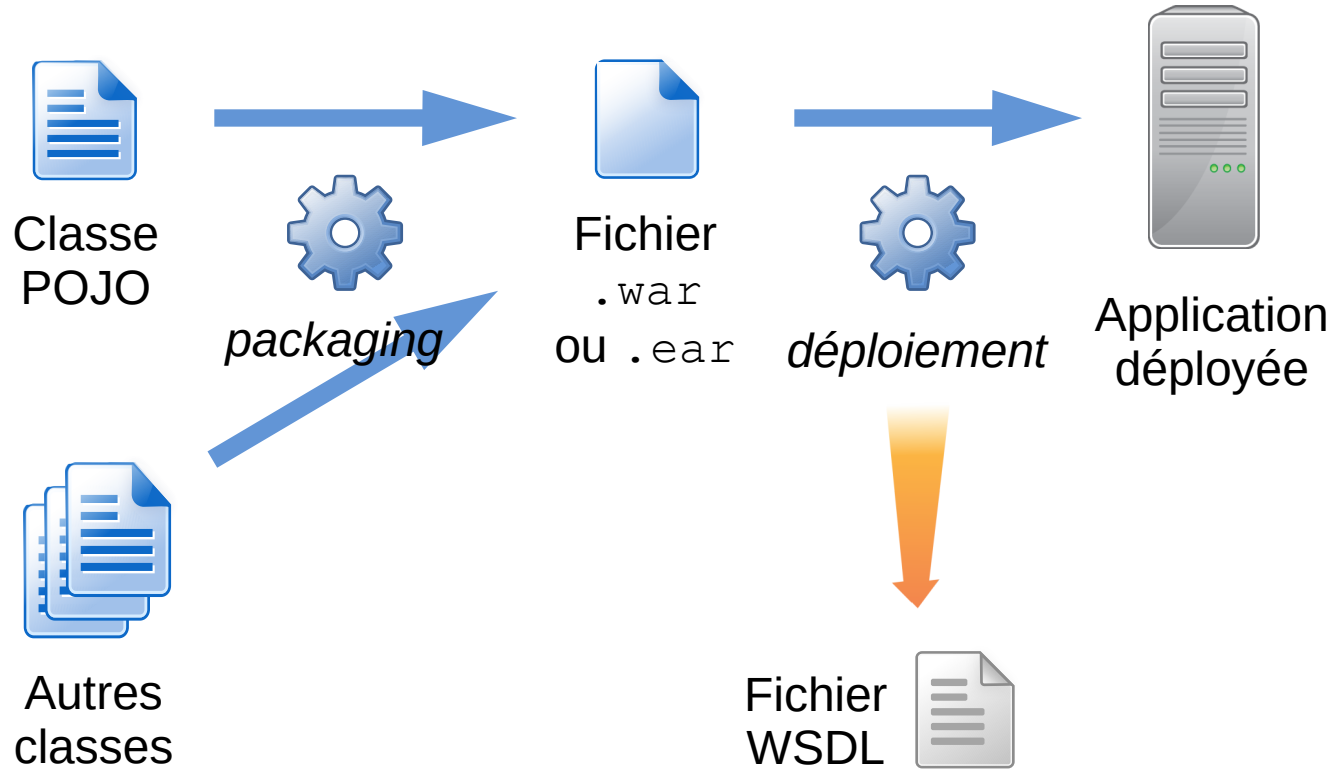 Classe
POJO
packaging
Fichier
.war
ou .ear
déploiement
Application
déployée
Autres
classes
Fichier
WSDL